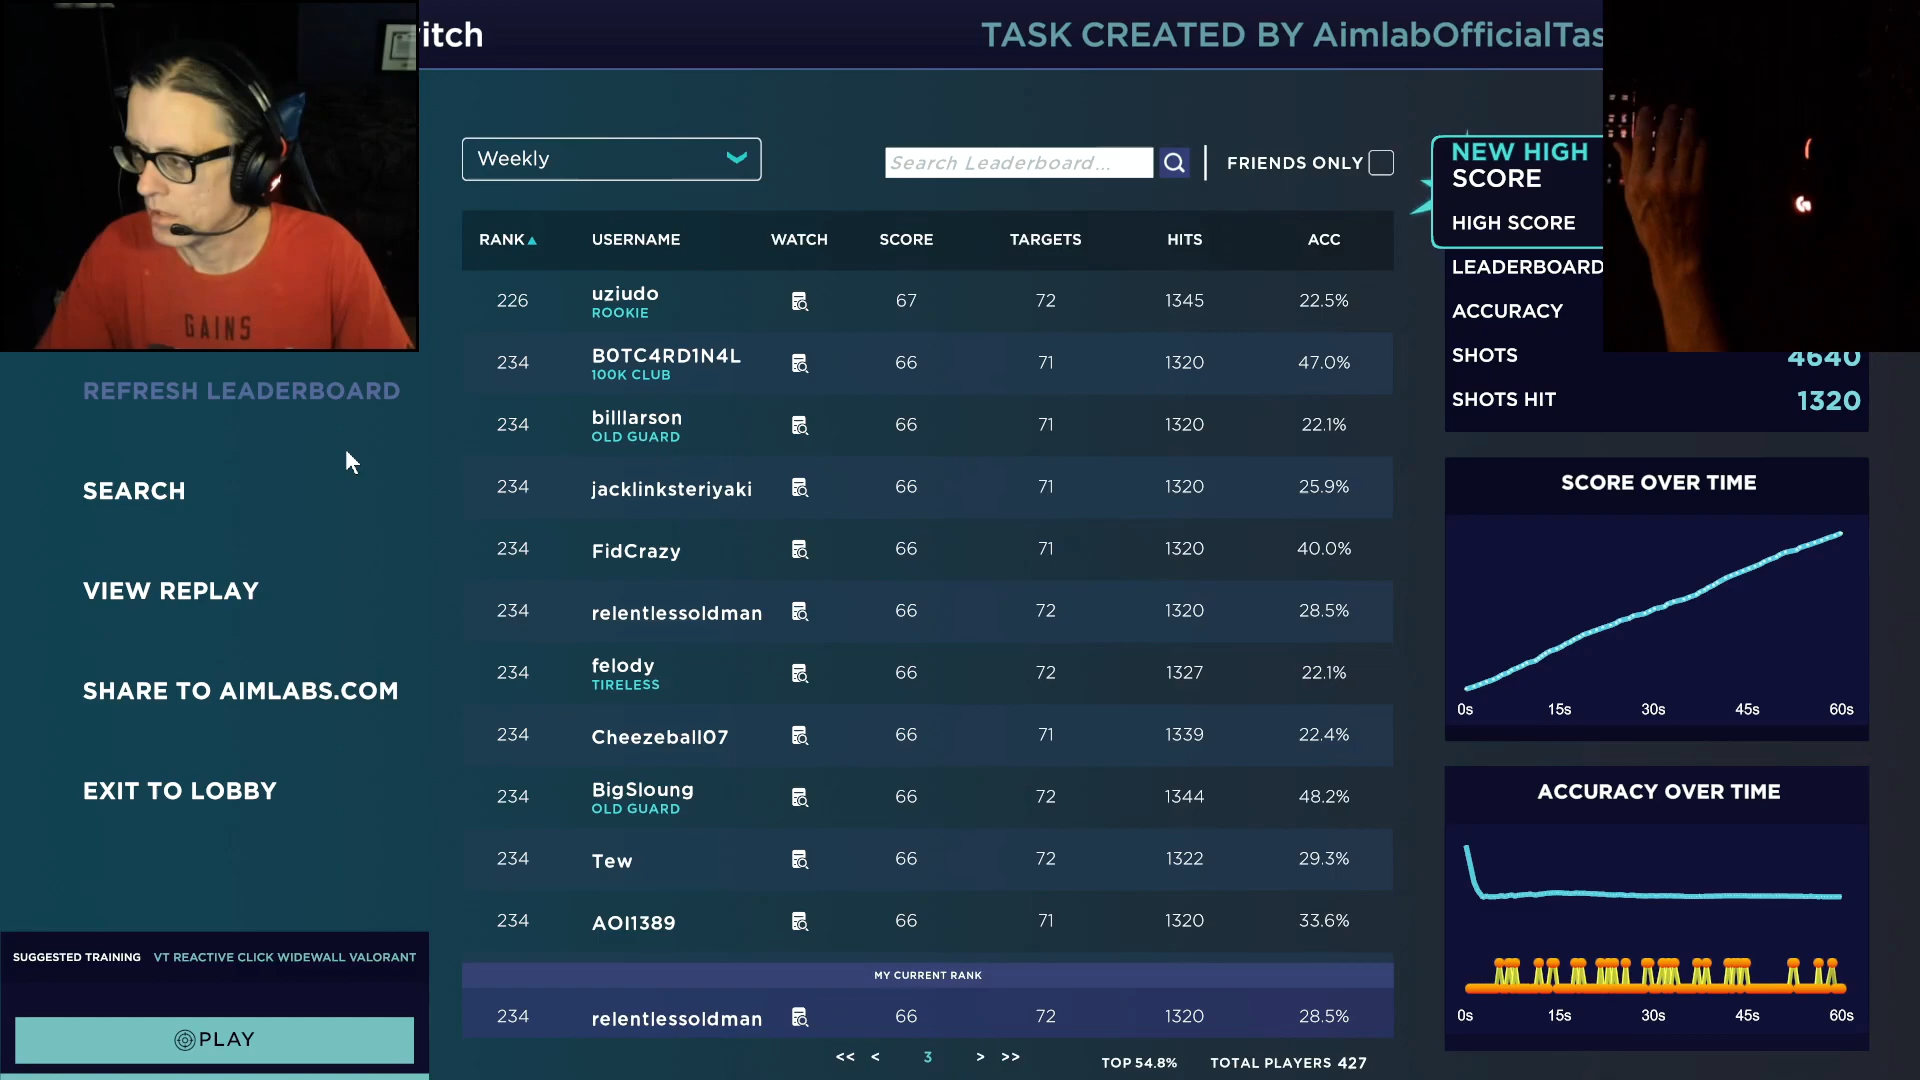 itch
TASK CREATED BY AimlabOfficialTas
Weekly
Search Leaderboard...
FRIENDS ONLY
RANK USERNAME WATCH SCORE TARGETS HITS ACC
226 uziudo 67 72 1345 22.5%
ROOKIE
234 B0TC4RD1N4L 66 71 1320 47.0%
100K CLUB
234 billlarson 66 71 1320 22.1%
OLD GUARD
234 jacklinksteriyaki 66 71 1320 25.9%
234 FidCrazy 66 71 1320 40.0%
234 relentlessoldman 66 72 1320 28.5%
234 felody 66 72 1327 22.1%
TIRELESS
234 Cheezeball07 66 71 1339 22.4%
234 BigSloung 66 72 1344 48.2%
OLD GUARD
234 Tew 66 72 1322 29.3%
234 AOI1389 66 71 1320 33.6%
MY CURRENT RANK
234 relentlessoldman 66 72 1320 28.5%
<< < 3 > >>
TOP 54.8% TOTAL PLAYERS 427
GAINS
REFRESH LEADERBOARD
SEARCH
VIEW REPLAY
SHARE TO AIMLABS.COM
EXIT TO LOBBY
SUGGESTED TRAINING VT REACTIVE CLICK WIDEWALL VALORANT
PLAY
NEW HIGH
SCORE
HIGH SCORE
LEADERBOARD
ACCURACY
SHOTS 4640
SHOTS HIT 1320
SCORE OVER TIME
0s 15s 30s 45s 60s
ACCURACY OVER TIME
0s 15s 30s 45s 60s